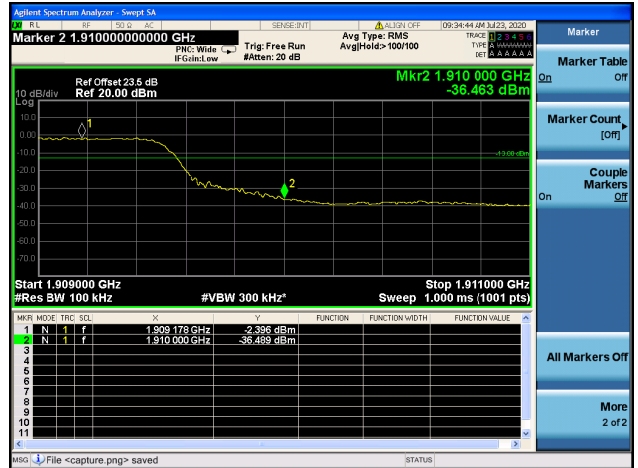 Agilent Spectrum Analyzer - Swept SA
RL RF 50 Ω AC SENSE:INT ALIGN OFF 09:34:44 AM Jul 23, 2020
Marker 2 1.910000000000 GHz
PNC: Wide
IFGain:Low
Trig: Free Run
#Atten: 20 dB
Avg Type: RMS
Avg|Hold:>100/100
TRACE 1 2 3 4 5 6
TYPE A WWWWW
DET A A A A A A
Mkr2 1.910 000 GHz
-36.463 dBm
Ref Offset 23.5 dB
10 dB/div Ref 20.00 dBm
Log
10.0
0.00
-10.0
-20.0
-30.0
-40.0
-50.0
-60.0
-70.0
1
-13.00 dBm
2
Start 1.909000 GHz Stop 1.911000 GHz
#Res BW 100 kHz #VBW 300 kHz* Sweep 1.000 ms (1001 pts)
MKR MODE TRC SCL X Y FUNCTION FUNCTION WIDTH FUNCTION VALUE
1 N 1 f 1.909 178 GHz -2.396 dBm
2 N 1 f 1.910 000 GHz -36.489 dBm
3
4
5
6
7
8
9
10
11
MSG File <capture.png> saved STATUS
Marker
Marker Table
On Off
Marker Count
[Off]
Couple
Markers
On Off
All Markers Off
More
2 of 2